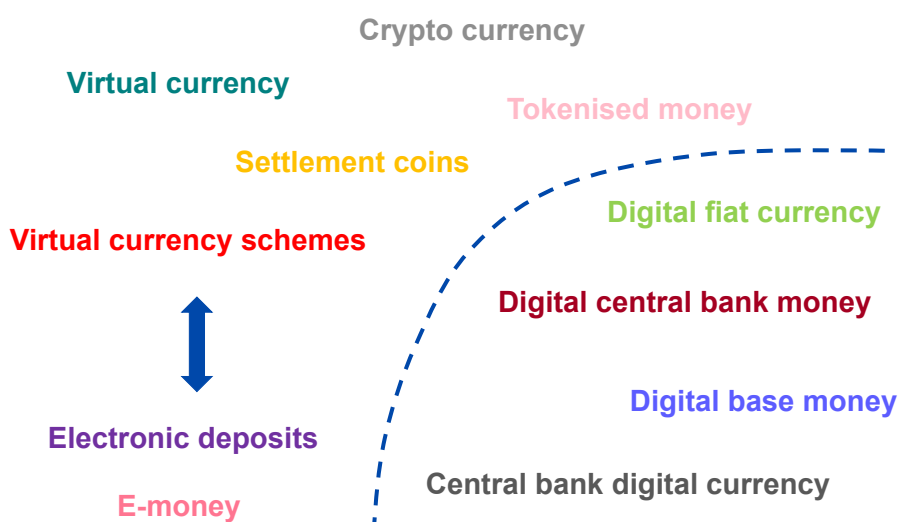 Crypto currency
Virtual currency
Tokenised money
Settlement coins
Digital fiat currency
Virtual currency schemes
Digital central bank money
Digital base money
Electronic deposits
Central bank digital currency
E-money